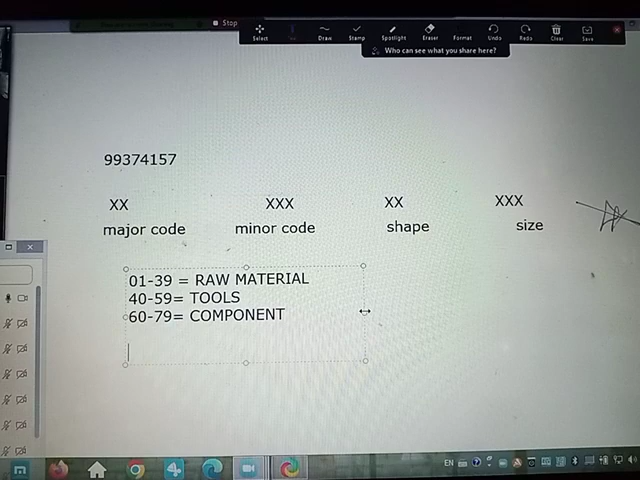 Stop
Select Draw Stamp Spotlight Eraser Format Undo Redo Clear Save
Who can see what you share here?
99374157
XX XXX XX XXX
major code minor code shape size
01-39 = RAW MATERIAL
40-59= TOOLS
60-79= COMPONENT
EN